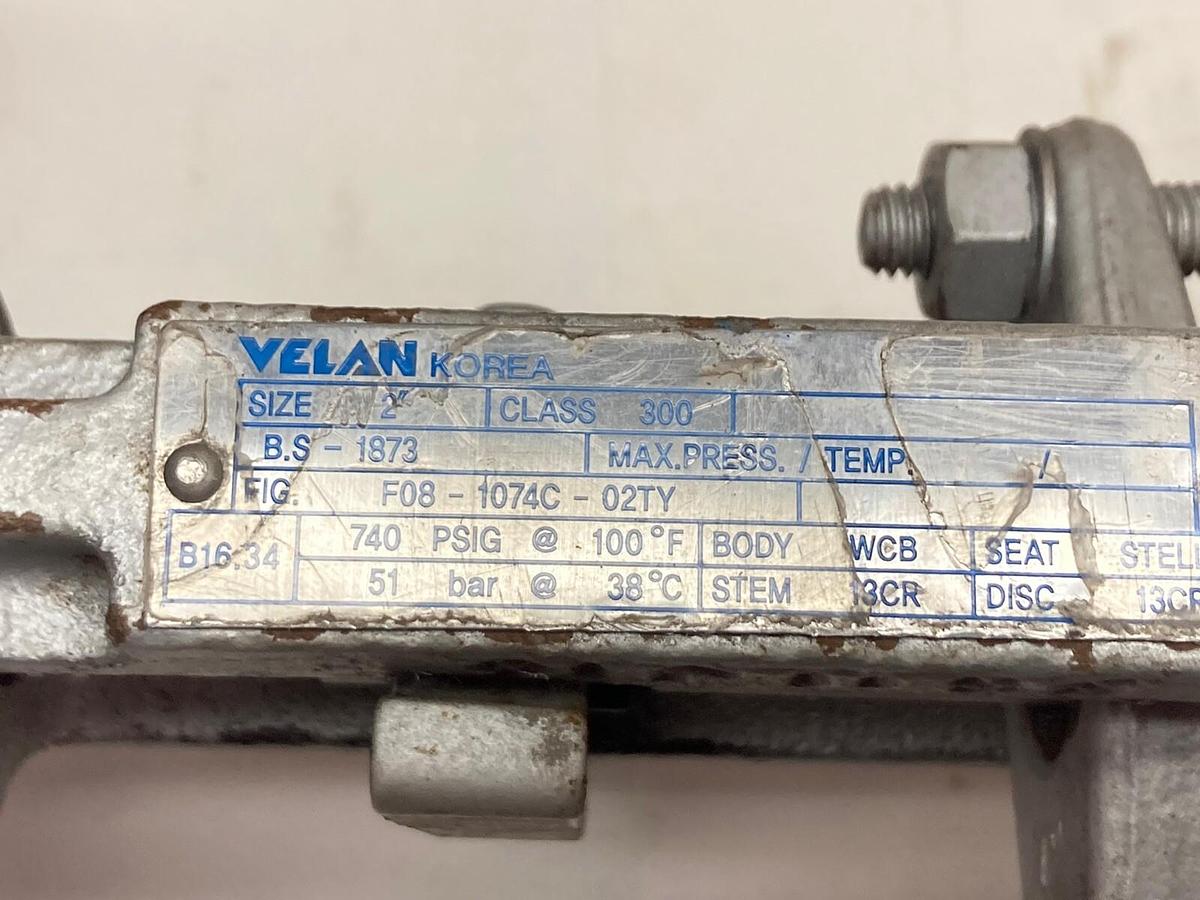 VELAN KOREA
SIZE 2" CLASS 300
B.S - 1873 MAX.PRESS. / TEMP. /
FIG. F08 - 1074C - 02TY
B16.34 740 PSIG @ 100°F BODY WCB SEAT STELL
51 bar @ 38°C STEM 13CR DISC 13CR